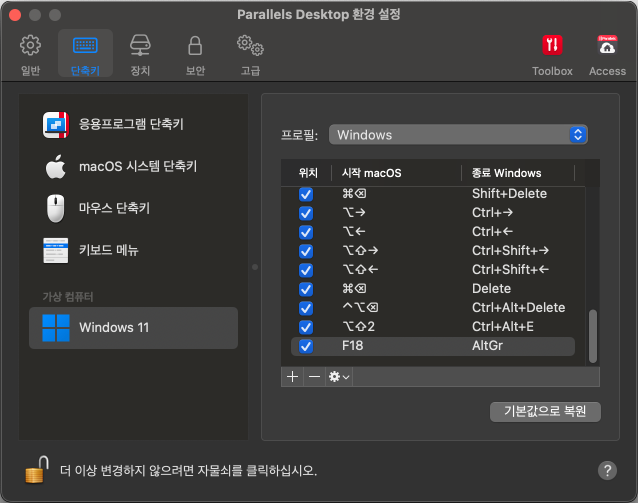 Parallels Desktop 환경 설정
일반 단축키 장치 보안 고급 Toolbox Access
응용프로그램 단축키
macOS 시스템 단축키
마우스 단축키
키보드 메뉴
가상 컴퓨터
Windows 11
프로필: Windows
위치 시작 macOS 종료 Windows
⌘⌫ Shift+Delete
⌥→ Ctrl+→
⌥← Ctrl+←
⌥⇧→ Ctrl+Shift+→
⌥⇧← Ctrl+Shift+←
⌘⌫ Delete
^⌥⌫ Ctrl+Alt+Delete
⌥⇧2 Ctrl+Alt+E
F18 AltGr
기본값으로 복원
더 이상 변경하지 않으려면 자물쇠를 클릭하십시오.
?